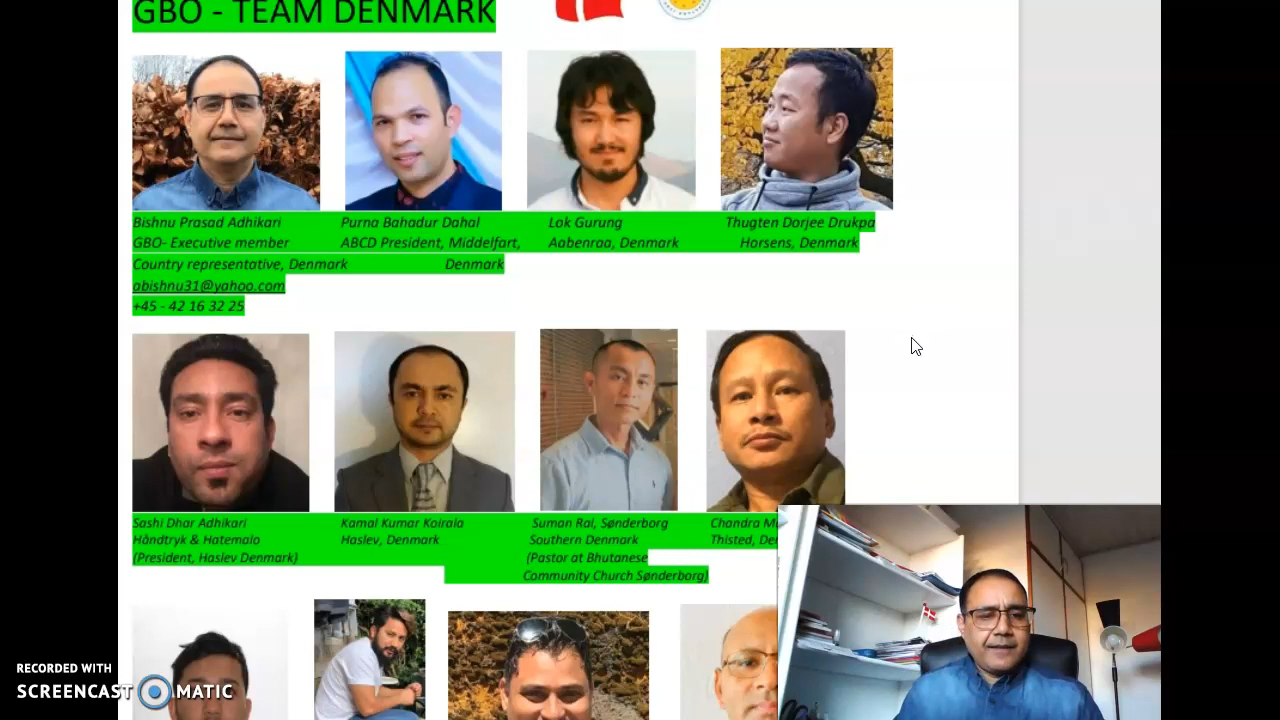 GBO - TEAM DENMARK
Bishnu Prasad Adhikari
GBO- Executive member
Country representative, Denmark
abishnu31@yahoo.com
+45 - 42 16 32 25
Purna Bahadur Dahal
ABCD President, Middelfart,
Denmark
Lok Gurung
Aabenraa, Denmark
Thugten Dorjee Drukpa
Horsens, Denmark
Sashi Dhar Adhikari
Håndtryk & Hatemalo
(President, Haslev Denmark)
Kamal Kumar Koirala
Haslev, Denmark
Suman Rai, Sønderborg
Southern Denmark
(Pastor at Bhutanese
Community Church Sønderborg)
Chandra
Thisted,
RECORDED WITH
SCREENCAST MATIC